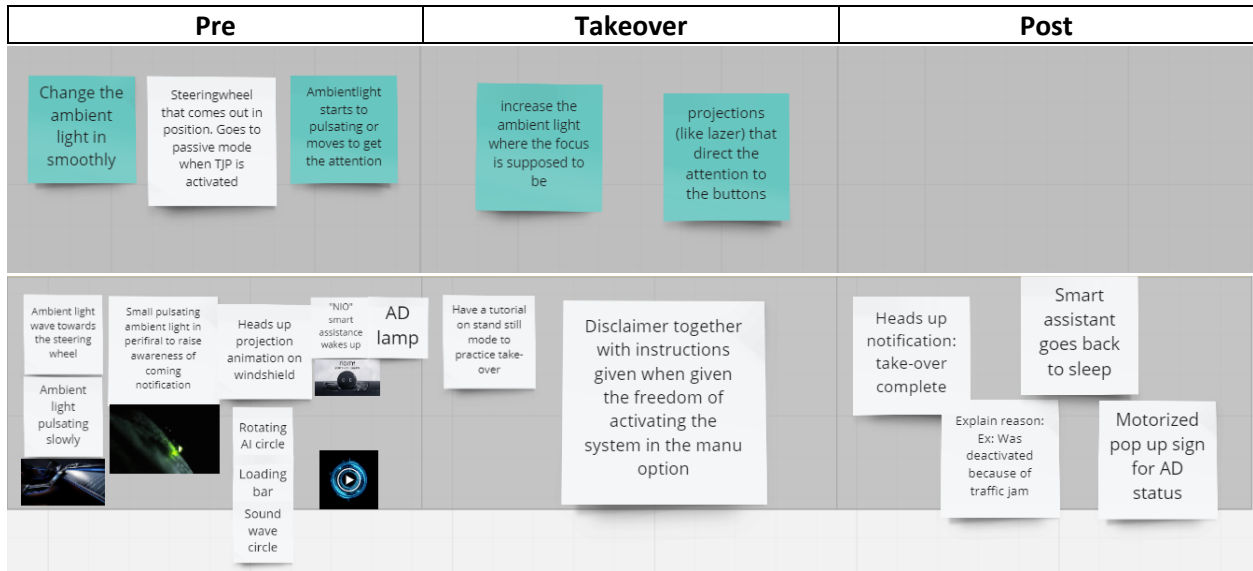 Pre
Takeover
Post
Change the
ambient
light in
smoothly
Steeringwheel
that comes out in
position. Goes to
passive mode
when TJP is
activated
Ambientlight
starts to
pulsating or
moves to get
the attention
increase the
ambient light
where the focus
is supposed to
be
projections
(like lazer) that
direct the
attention to
the buttons
Ambient light
wave towards
the steering
wheel
Small pulsating
ambient light in
perifiral to raise
awareness of
coming
notification
Heads up
projection
animation on
windshield
"NIO"
smart
assistance
wakes up
AD
lamp
Ambient
light
pulsating
slowly
Rotating
AI circle
Loading
bar
Sound
wave
circle
Have a tutorial
on stand still
mode to
practice take-
over
Disclaimer together
with instructions
given when given
the freedom of
activating the
system in the manu
option
Heads up
notification:
take-over
complete
Smart
assistant
goes back
to sleep
Explain reason:
Ex: Was
deactivated
because of
traffic jam
Motorized
pop up sign
for AD
status